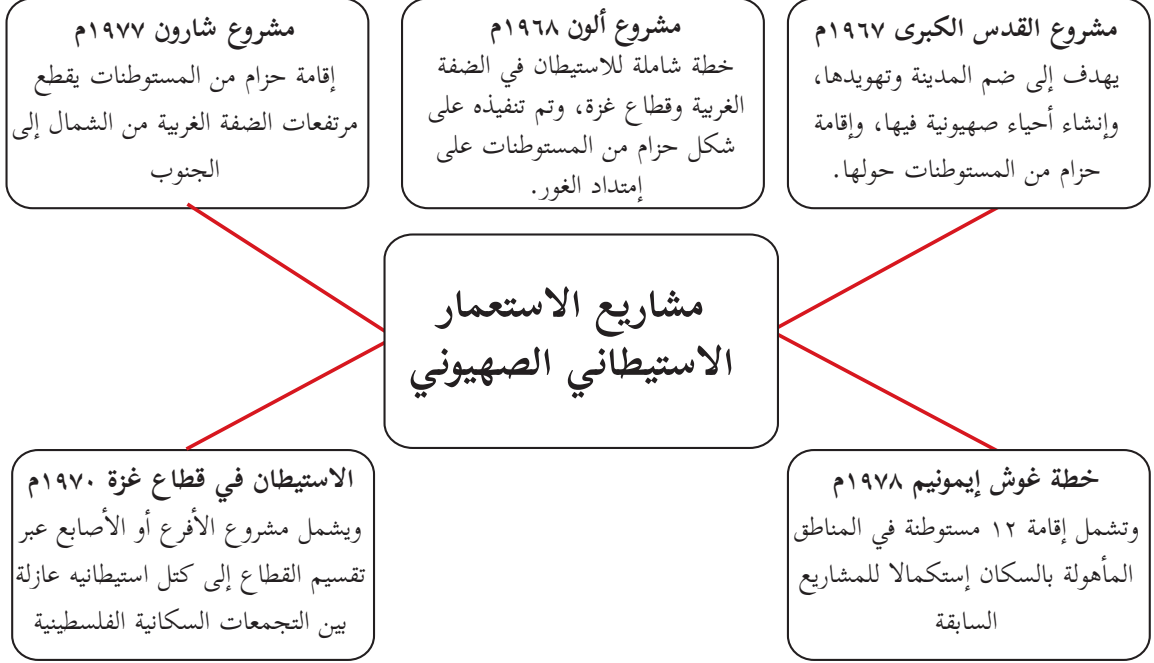 مشروع القدس الكبرى ١٩٦٧م
يهدف إلى ضم المدينة وتهويدها،
وإنشاء أحياء صهيونية فيها، وإقامة
حزام من المستوطنات حولها.
مشروع ألون ١٩٦٨م
خطة شاملة للاستيطان في الضفة
الغربية وقطاع غزة، وتم تنفيذه على
شكل حزام من المستوطنات على
إمتداد الغور.
مشروع شارون ١٩٧٧م
إقامة حزام من المستوطنات يقطع
مرتفعات الضفة الغربية من الشمال إلى
الجنوب
مشاريع الاستعمار
الاستيطاني الصهيوني
خطة غوش إيمونيم ١٩٧٨م
وتشمل إقامة ١٢ مستوطنة في المناطق
المأهولة بالسكان إستكمالا للمشاريع
السابقة
الاستيطان في قطاع غزة ١٩٧٠م
ويشمل مشروع الأفرع أو الأصابع عبر
تقسيم القطاع إلى كتل استيطانيه عازلة
بين التجمعات السكانية الفلسطينية